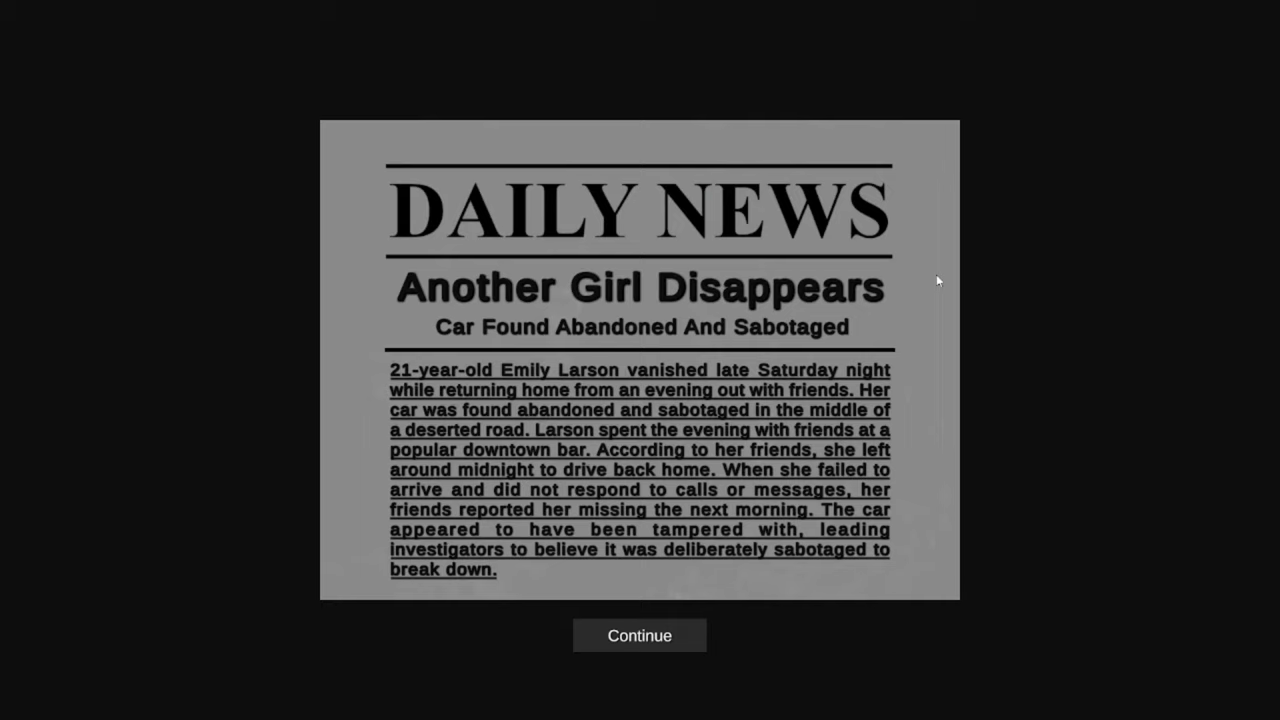 DAILY NEWS
Another Girl Disappears
Car Found Abandoned And Sabotaged
21-year-old Emily Larson vanished late Saturday night
while returning home from an evening out with friends. Her
car was found abandoned and sabotaged in the middle of
a deserted road. Larson spent the evening with friends at a
popular downtown bar. According to her friends, she left
around midnight to drive back home. When she failed to
arrive and did not respond to calls or messages, her
friends reported her missing the next morning. The car
appeared to have been tampered with, leading
investigators to believe it was deliberately sabotaged to
break down.
Continue